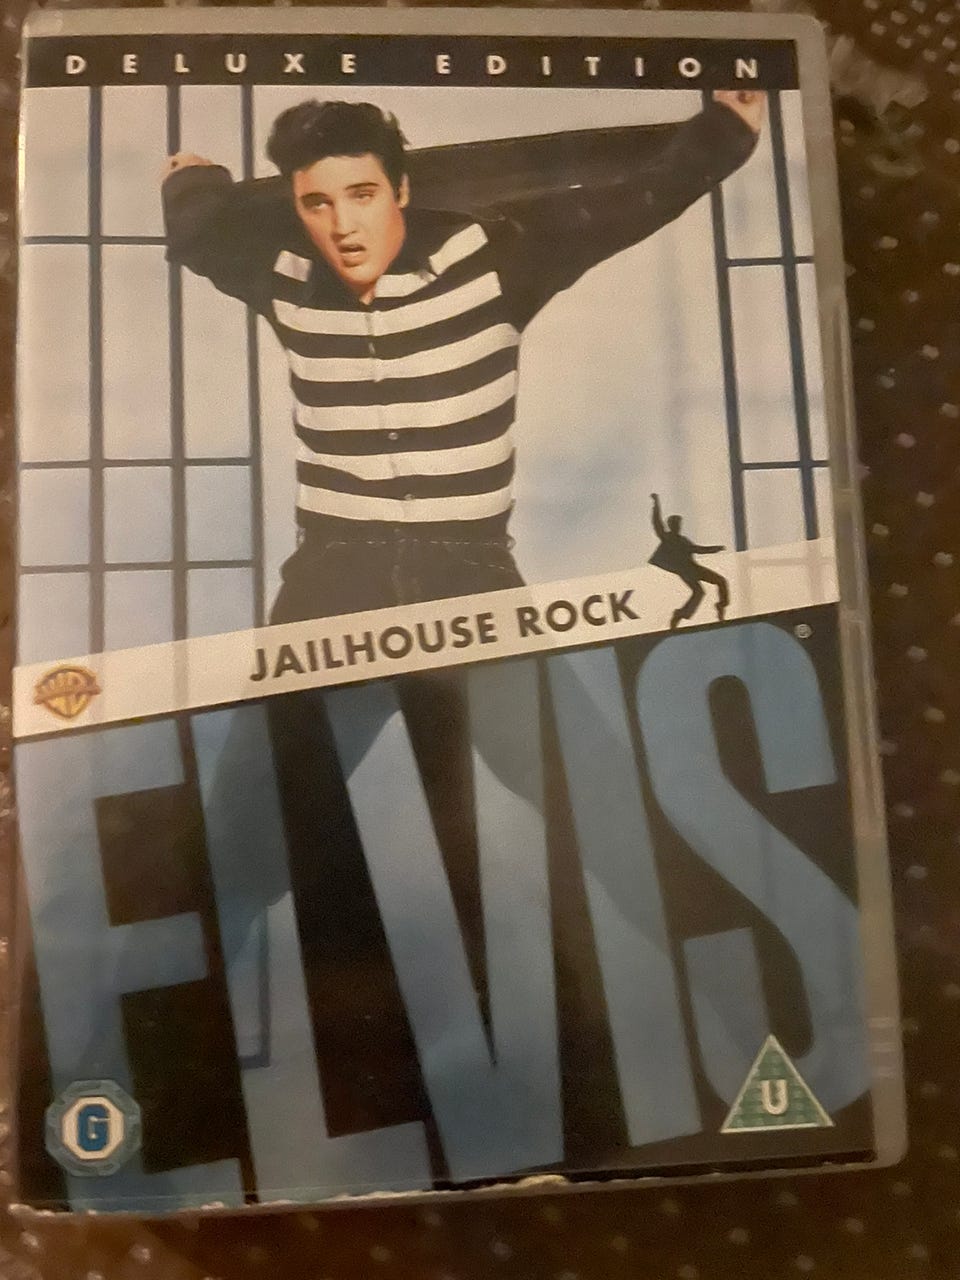 DELUXE EDITION
JAILHOUSE ROCK
ELVIS
®
G
U